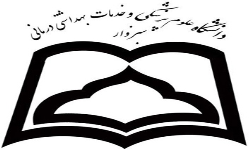 دانشگاه علوم پزشکی و خدمات بهداشتی درمانی
سبزوار